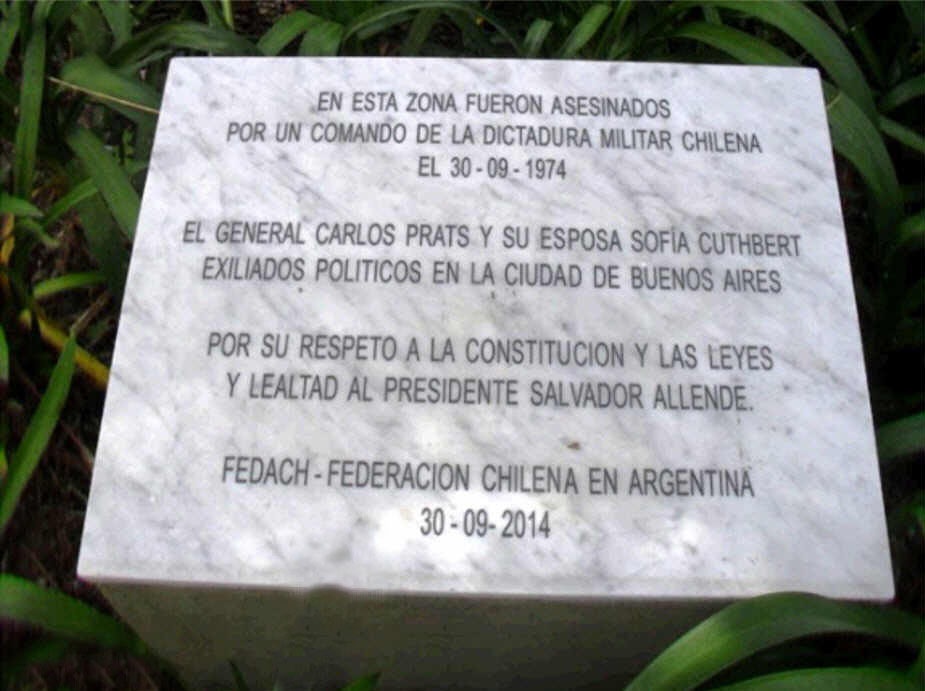 EN ESTA ZONA FUERON ASESINADOS
POR UN COMANDO DE LA DICTADURA MILITAR CHILENA
EL 30-09-1974
EL GENERAL CARLOS PRATS Y SU ESPOSA SOFÍA CUTHBERT
EXILIADOS POLITICOS EN LA CIUDAD DE BUENOS AIRES
POR SU RESPETO A LA CONSTITUCION Y LAS LEYES
Y LEALTAD AL PRESIDENTE SALVADOR ALLENDE.
FEDACH-FEDERACION CHILENA EN ARGENTINA
30-09-2014